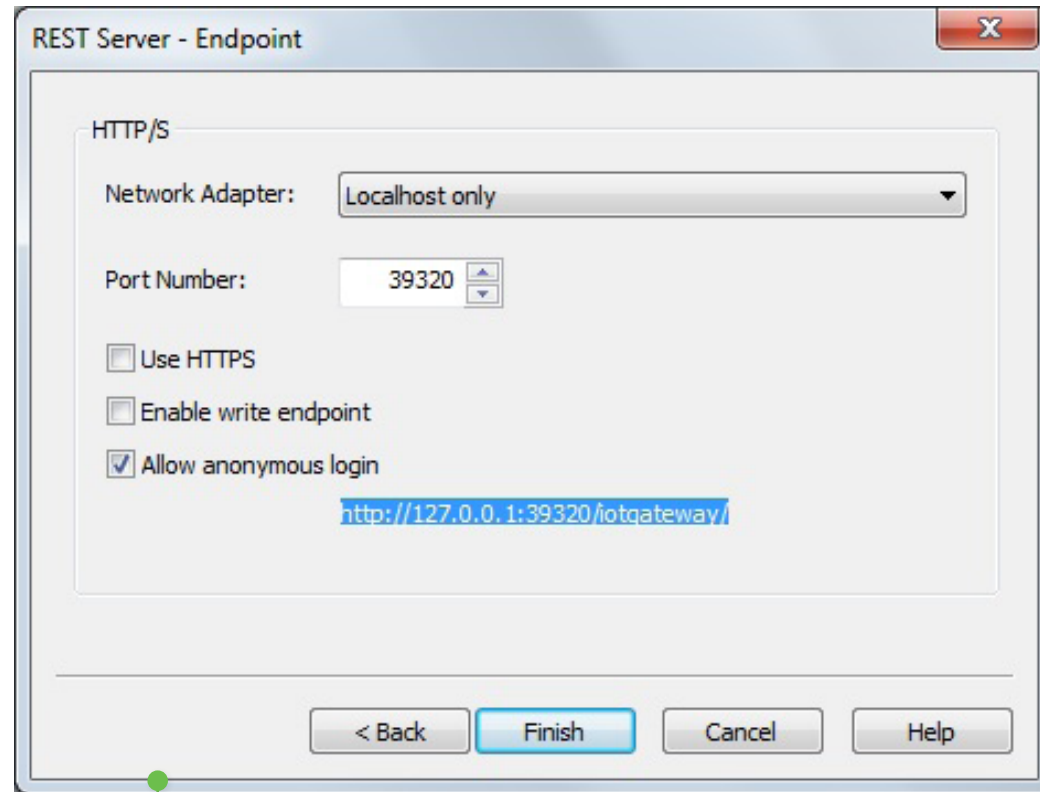 REST Server - Endpoint
HTTP/S
Network Adapter: Localhost only
Port Number: 39320
Use HTTPS
Enable write endpoint
Allow anonymous login
http://127.0.0.1:39320/iotgateway/
< Back Finish Cancel Help